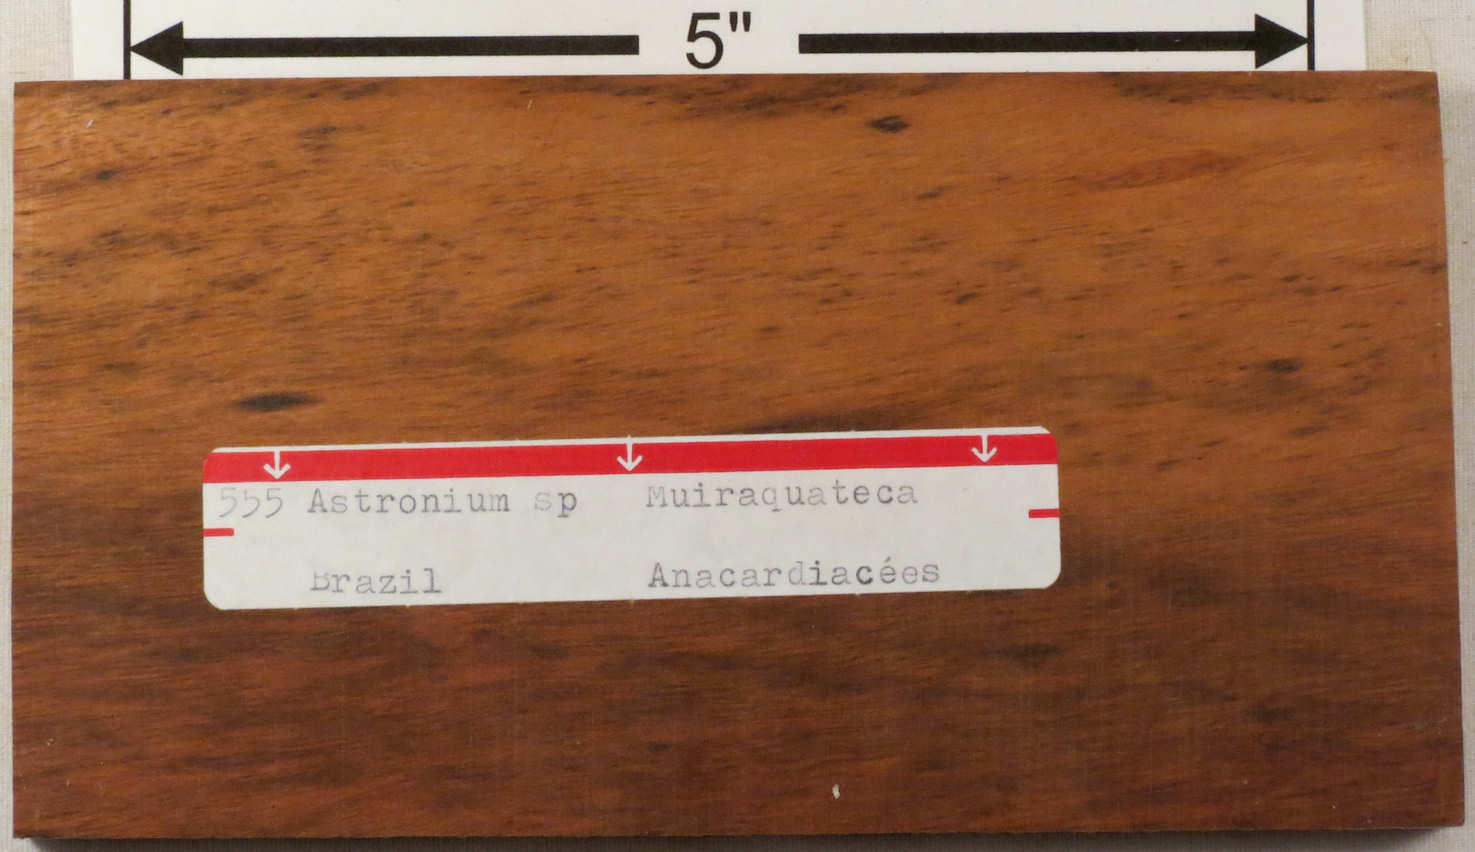 5"
555 Astronium sp Muiraquateca
Brazil Anacardiacées